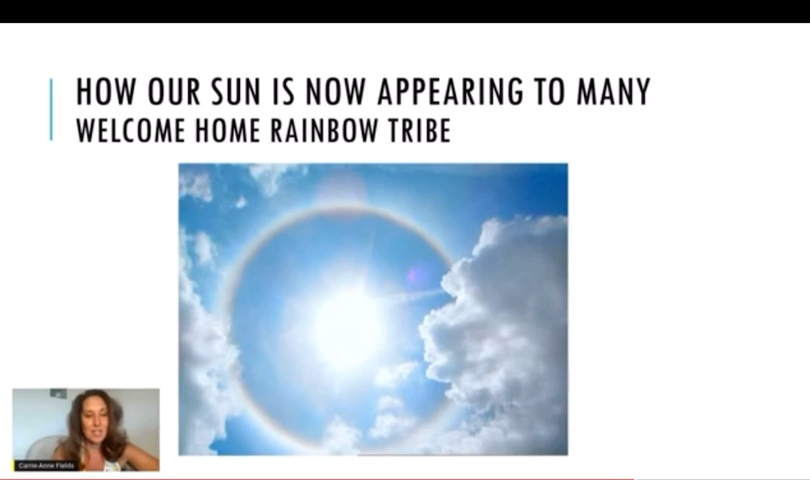 HOW OUR SUN IS NOW APPEARING TO MANY
WELCOME HOME RAINBOW TRIBE
Carrie-Anne Fields